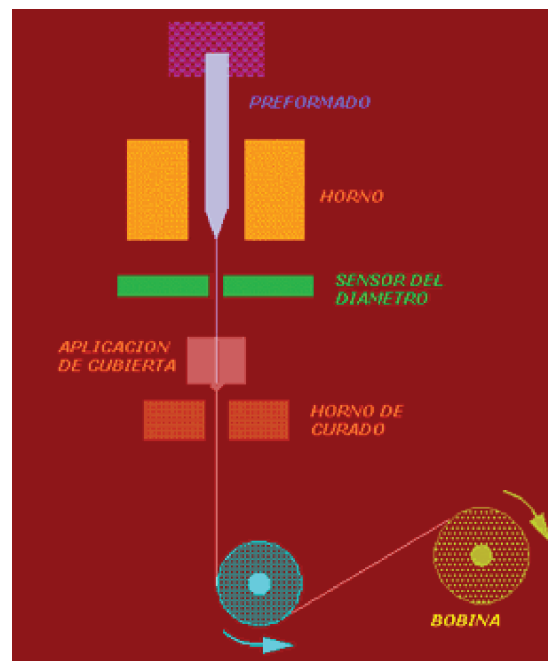 PREFORMADO
HORNO
SENSOR DEL
DIAMETRO
APLICACION
DE CUBIERTA
HORNO DE
CURADO
BOBINA